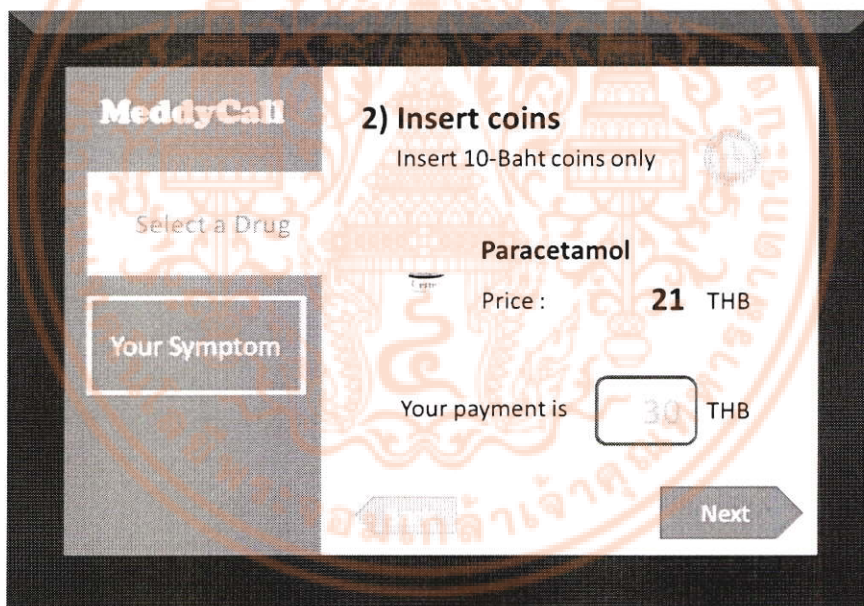 MeddyCall
Select a Drug
Your Symptom
2) Insert coins
Insert 10-Baht coins only
Paracetamol
Price : 21 THB
Your payment is 30 THB
Next